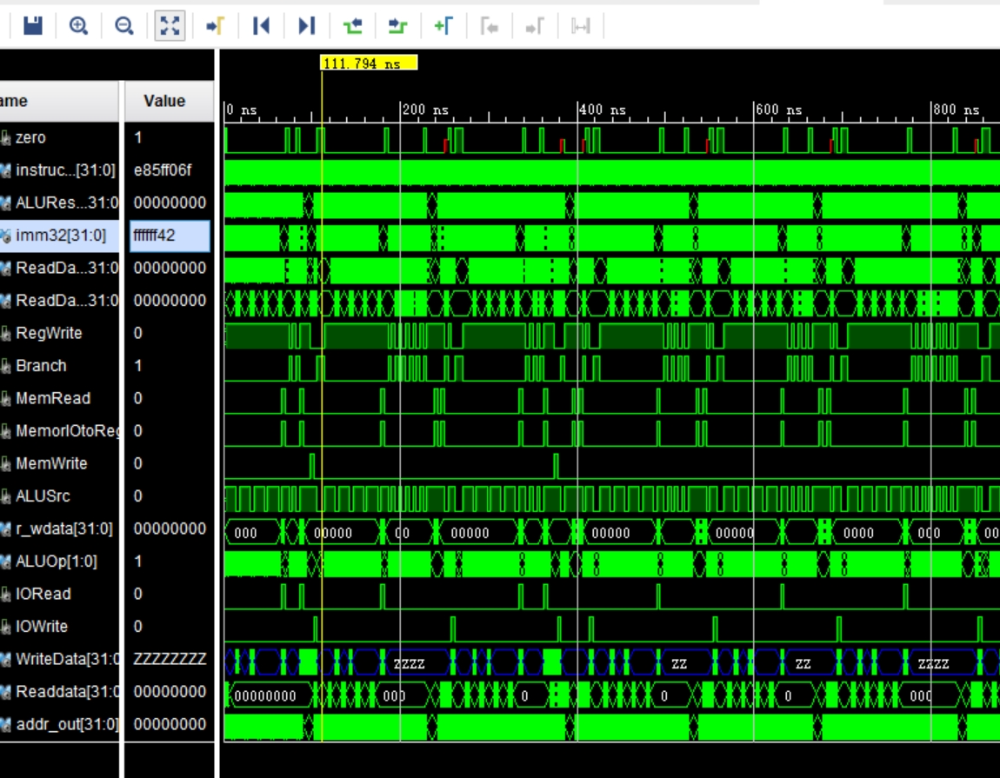 111.794 ns
ame Value 0 ns 200 ns 400 ns 600 ns 800 ns
zero 1
instruc...[31:0] e85ff06f
ALURes...31:0 00000000
imm32[31:0] ffffff42
ReadDa...31:0 00000000
ReadDa...31:0 00000000
RegWrite 0
Branch 1
MemRead 0
MemorIOtoReg 0
MemWrite 0
ALUSrc 0
r_wdata[31:0] 00000000 000 00000 00 00000 00000 00000 0000 000 00
ALUOp[1:0] 1
IORead 0
IOWrite 0
WriteData[31:0 ZZZZZZZZ ZZZZ ZZ ZZ ZZZZ
Readdata[31:0 00000000 00000000 000 0 0 0 000
addr_out[31:0] 00000000